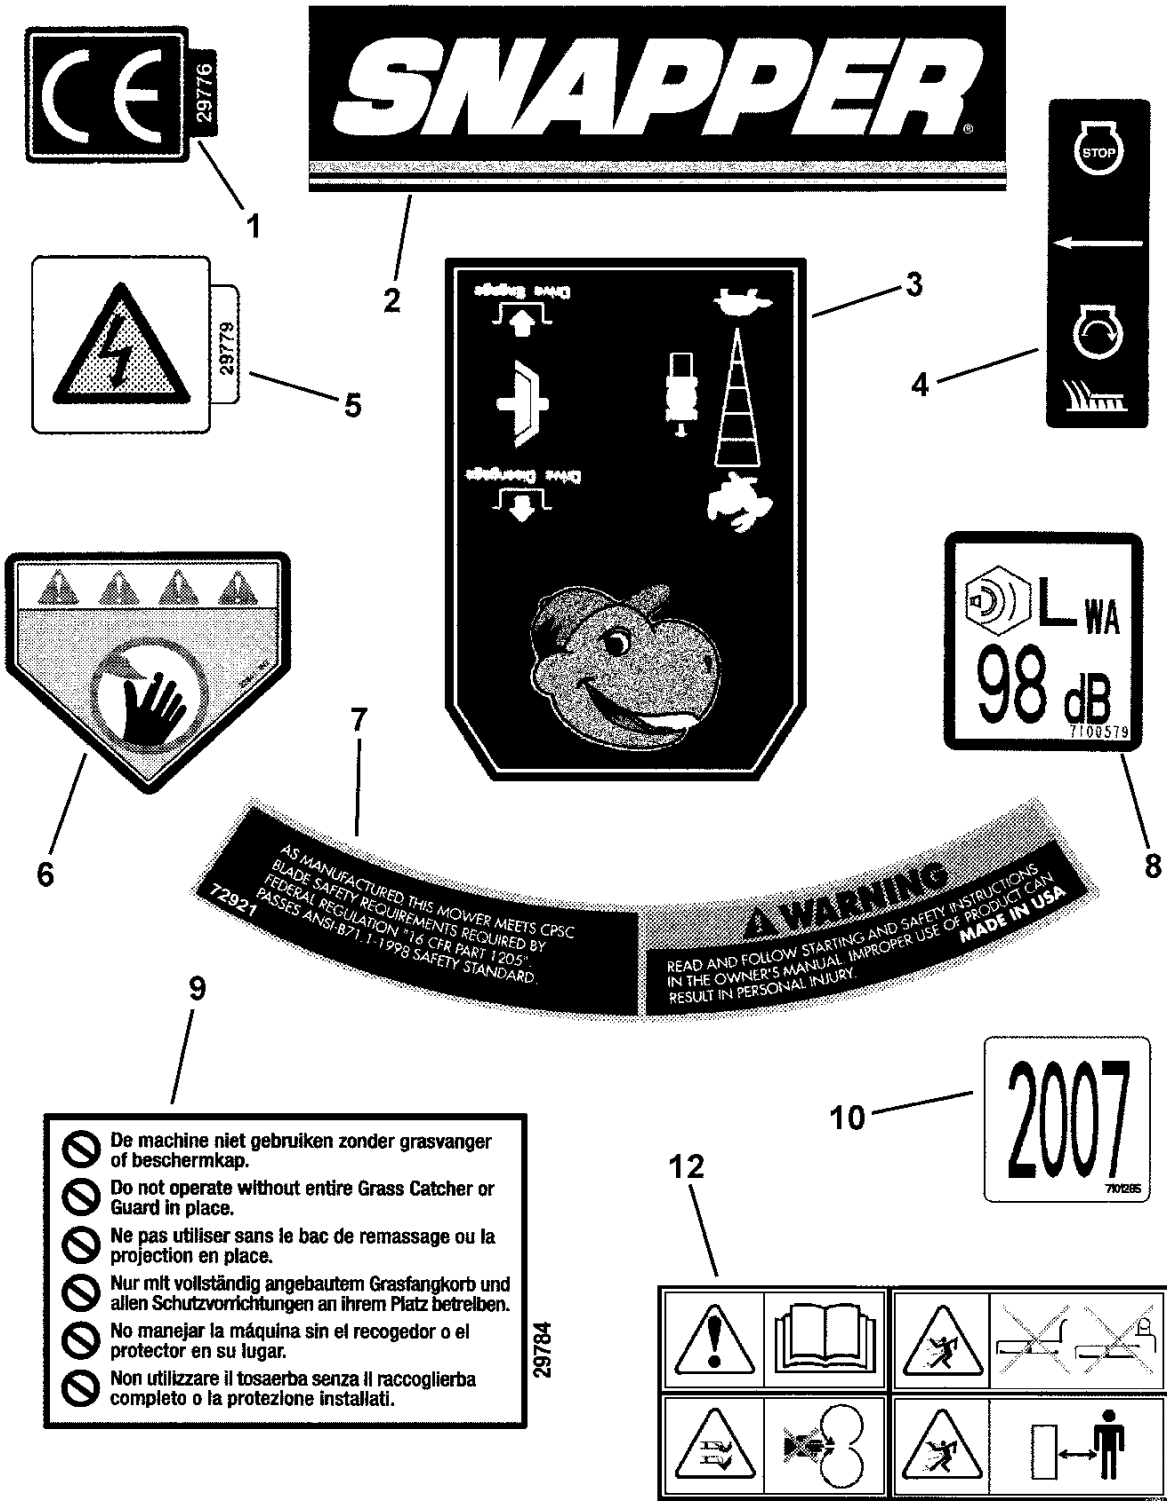 CE
29776
SNAPPER®
STOP
1
2
3
4
Drive Engage
29779
5
Drive Disengage
LWA
98 dB
7100579
6
7
8
AS MANUFACTURED, THIS MOWER MEETS CPSC
BLADE SAFETY REQUIREMENTS REQUIRED BY
FEDERAL REGULATION "16 CFR PART 1205".
PASSES ANSI-B71.1-1998 SAFETY STANDARD.
72921
WARNING
READ AND FOLLOW STARTING AND SAFETY INSTRUCTIONS
IN THE OWNER'S MANUAL. IMPROPER USE OF PRODUCT CAN
RESULT IN PERSONAL INJURY.
MADE IN USA
9
2007
7101285
10
De machine niet gebruiken zonder grasvanger
of beschermkap.
Do not operate without entire Grass Catcher or
Guard in place.
Ne pas utiliser sans le bac de remassage ou la
projection en place.
Nur mit vollständig angebautem Grasfangkorb und
allen Schutzvorrichtungen an ihrem Platz betreiben.
No manejar la máquina sin el recogedor o el
protector en su lugar.
Non utilizzare il tosaerba senza il raccoglierba
completo o la protezione installati.
29784
12